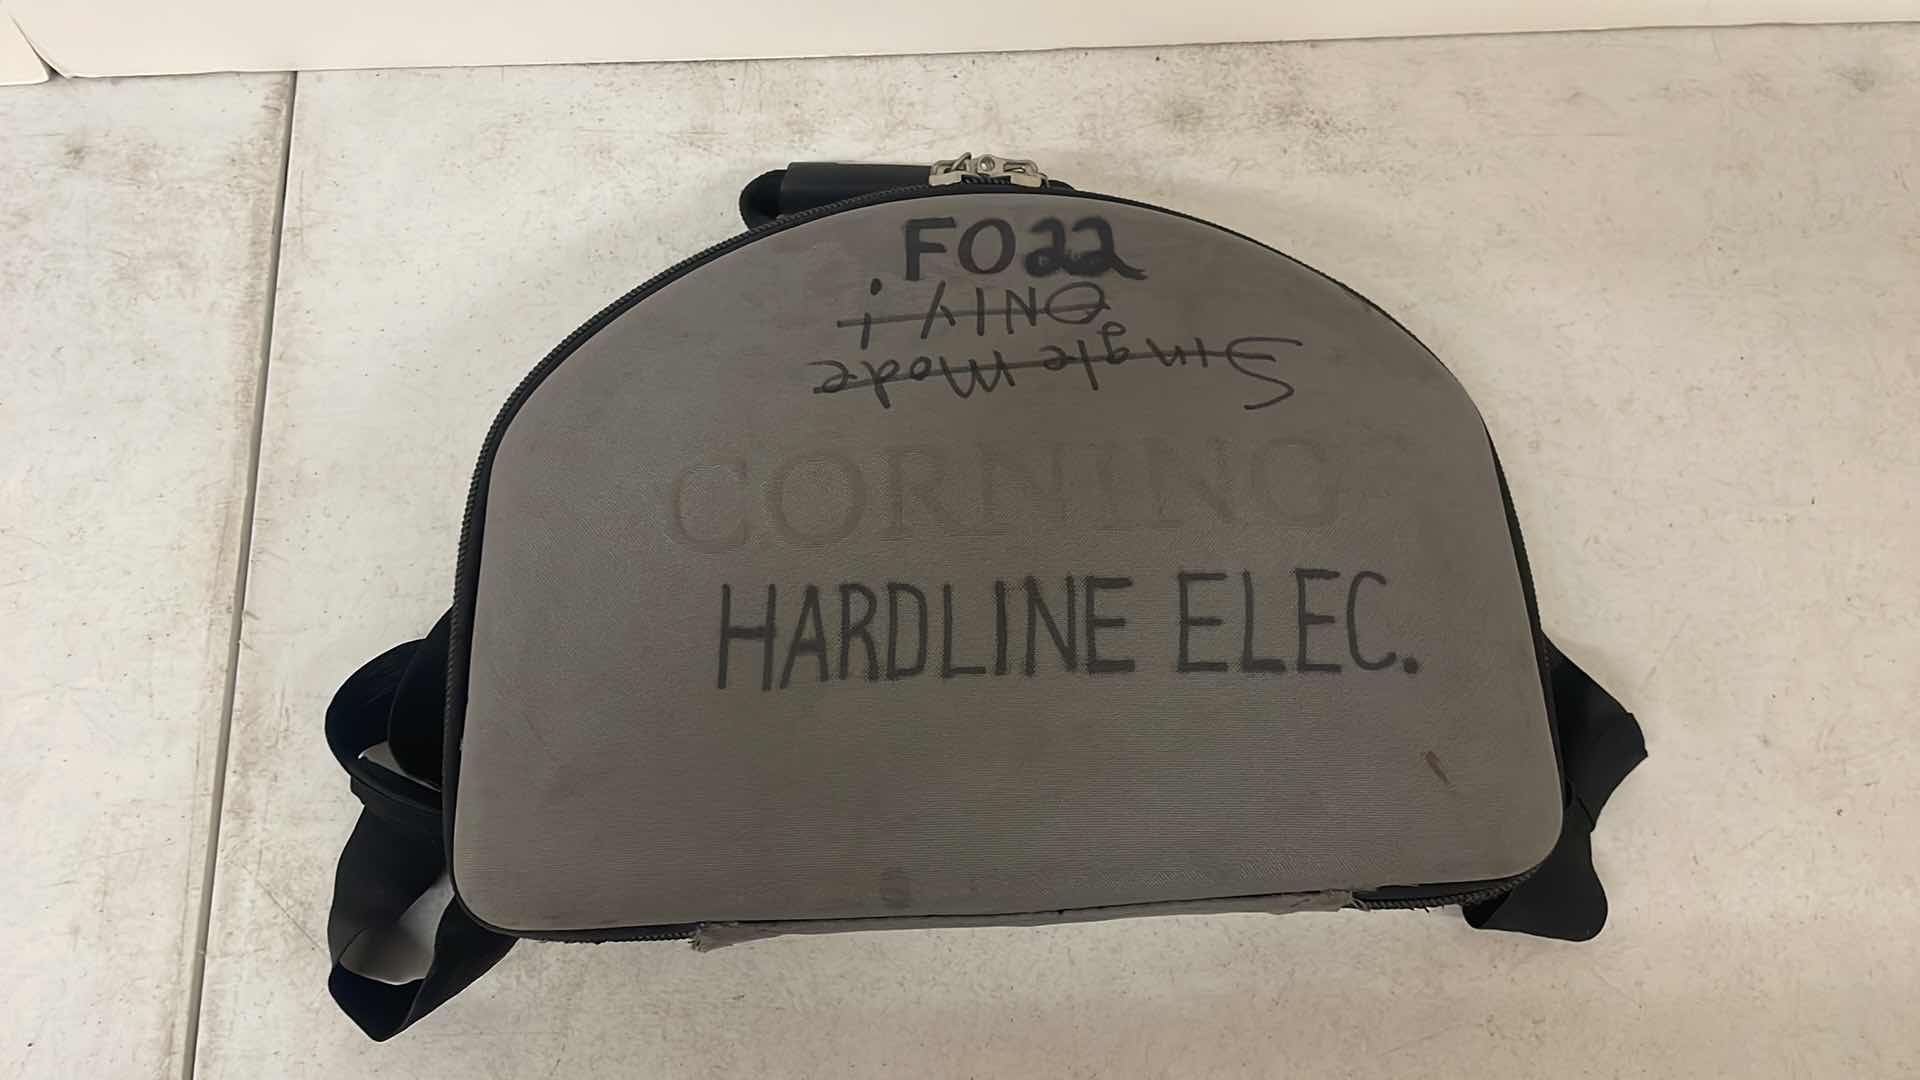 FO22
Single Mode
ONLY!
CORNING
HARDLINE ELEC.